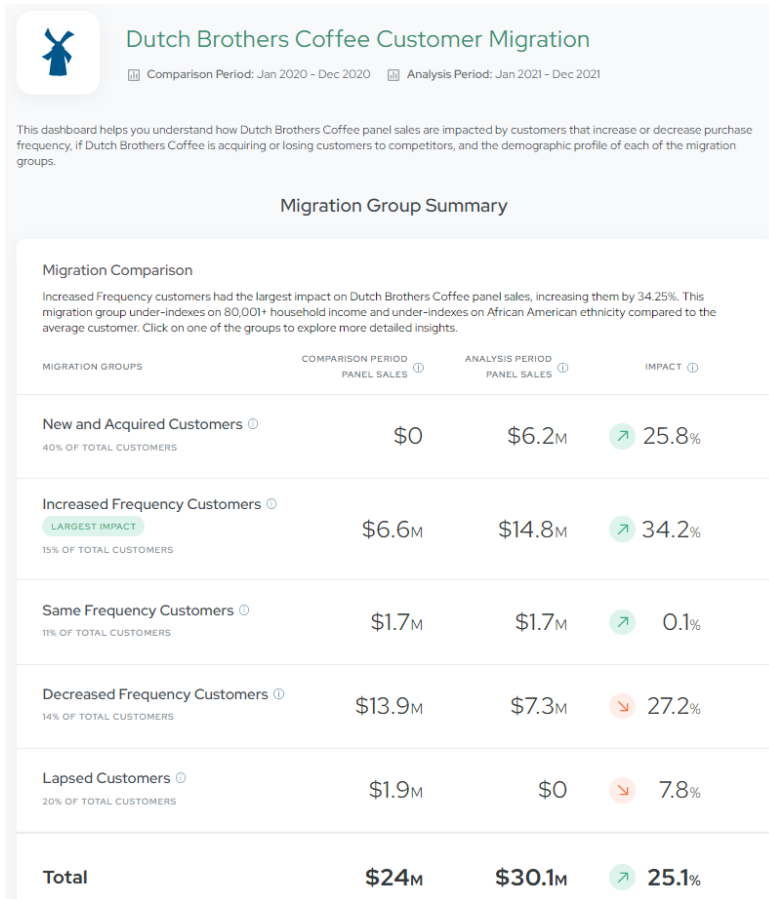 Dutch Brothers Coffee Customer Migration
Comparison Period: Jan 2020 - Dec 2020 Analysis Period: Jan 2021 - Dec 2021
This dashboard helps you understand how Dutch Brothers Coffee panel sales are impacted by customers that increase or decrease purchase
frequency, if Dutch Brothers Coffee is acquiring or losing customers to competitors, and the demographic profile of each of the migration
groups.
Migration Group Summary
Migration Comparison
Increased Frequency customers had the largest impact on Dutch Brothers Coffee panel sales, increasing them by 34.25%. This
migration group under-indexes on 80,001+ household income and under-indexes on African American ethnicity compared to the
average customer. Click on one of the groups to explore more detailed insights.
MIGRATION GROUPS
COMPARISON PERIOD
PANEL SALES
ANALYSIS PERIOD
PANEL SALES
IMPACT
New and Acquired Customers
40% OF TOTAL CUSTOMERS
$0 $6.2M 25.8%
Increased Frequency Customers
LARGEST IMPACT
15% OF TOTAL CUSTOMERS
$6.6M $14.8M 34.2%
Same Frequency Customers
11% OF TOTAL CUSTOMERS
$1.7M $1.7M 0.1%
Decreased Frequency Customers
14% OF TOTAL CUSTOMERS
$13.9M $7.3M 27.2%
Lapsed Customers
20% OF TOTAL CUSTOMERS
$1.9M $0 7.8%
Total $24M $30.1M 25.1%